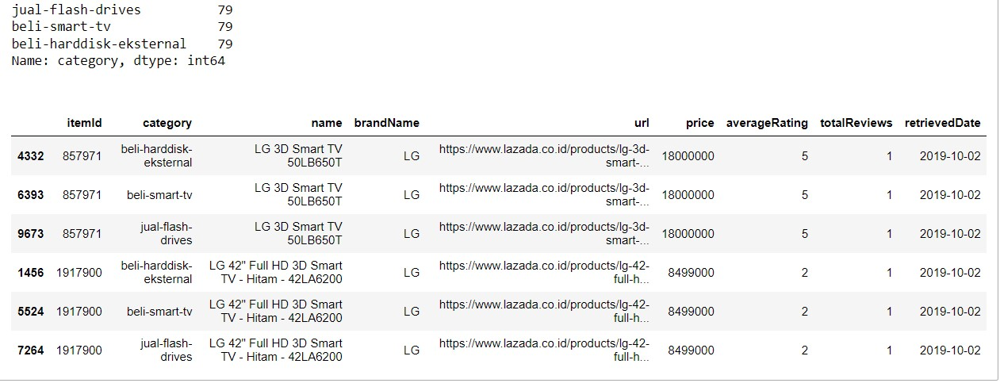 jual-flash-drives 79
beli-smart-tv 79
beli-harddisk-eksternal 79
Name: category, dtype: int64
itemId category name brandName url price averageRating totalReviews retrievedDate
4332 857971 beli-harddisk-eksternal LG 3D Smart TV 50LB650T LG https://www.lazada.co.id/products/lg-3d-smart-... 18000000 5 1 2019-10-02
6393 857971 beli-smart-tv LG 3D Smart TV 50LB650T LG https://www.lazada.co.id/products/lg-3d-smart-... 18000000 5 1 2019-10-02
9673 857971 jual-flash-drives LG 3D Smart TV 50LB650T LG https://www.lazada.co.id/products/lg-3d-smart-... 18000000 5 1 2019-10-02
1456 1917900 beli-harddisk-eksternal LG 42" Full HD 3D Smart TV - Hitam - 42LA6200 LG https://www.lazada.co.id/products/lg-42-full-h... 8499000 2 1 2019-10-02
5524 1917900 beli-smart-tv LG 42" Full HD 3D Smart TV - Hitam - 42LA6200 LG https://www.lazada.co.id/products/lg-42-full-h... 8499000 2 1 2019-10-02
7264 1917900 jual-flash-drives LG 42" Full HD 3D Smart TV - Hitam - 42LA6200 LG https://www.lazada.co.id/products/lg-42-full-h... 8499000 2 1 2019-10-02